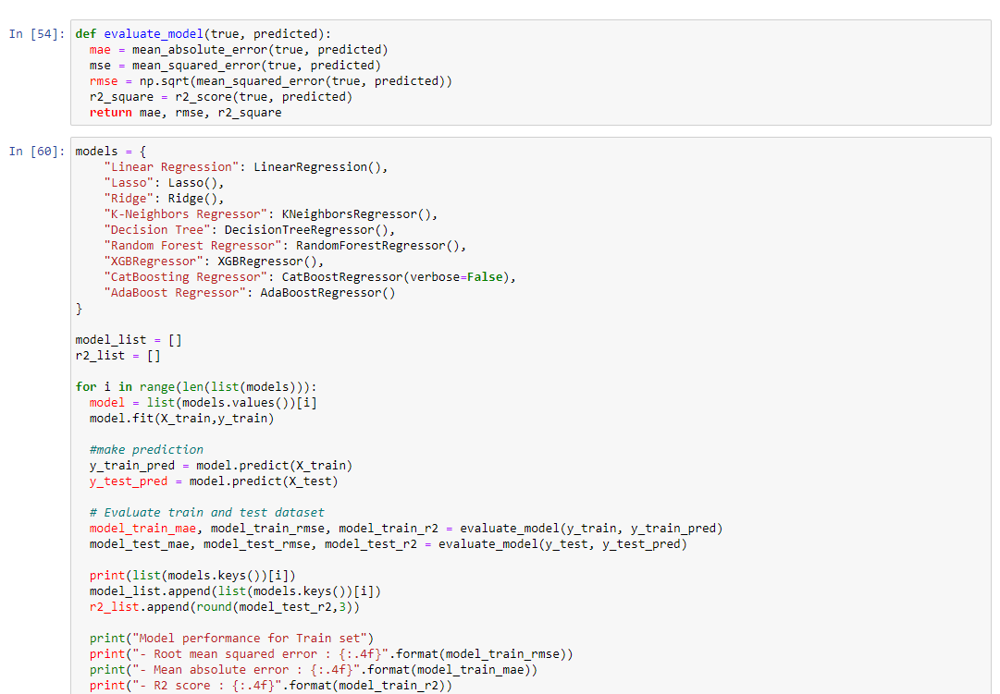 In [54]: def evaluate_model(true, predicted):
  mae = mean_absolute_error(true, predicted)
  mse = mean_squared_error(true, predicted)
  rmse = np.sqrt(mean_squared_error(true, predicted))
  r2_square = r2_score(true, predicted)
  return mae, rmse, r2_square
In [60]: models = {
    "Linear Regression": LinearRegression(),
    "Lasso": Lasso(),
    "Ridge": Ridge(),
    "K-Neighbors Regressor": KNeighborsRegressor(),
    "Decision Tree": DecisionTreeRegressor(),
    "Random Forest Regressor": RandomForestRegressor(),
    "XGBRegressor": XGBRegressor(),
    "CatBoosting Regressor": CatBoostRegressor(verbose=False),
    "AdaBoost Regressor": AdaBoostRegressor()
}
model_list = []
r2_list = []
for i in range(len(list(models))):
  model = list(models.values())[i]
  model.fit(X_train,y_train)
  #make prediction
  y_train_pred = model.predict(X_train)
  y_test_pred = model.predict(X_test)
  # Evaluate train and test dataset
  model_train_mae, model_train_rmse, model_train_r2 = evaluate_model(y_train, y_train_pred)
  model_test_mae, model_test_rmse, model_test_r2 = evaluate_model(y_test, y_test_pred)
  print(list(models.keys())[i])
  model_list.append(list(models.keys())[i])
  r2_list.append(round(model_test_r2,3))
  print("Model performance for Train set")
  print("- Root mean squared error : {:.4f}".format(model_train_rmse))
  print("- Mean absolute error : {:.4f}".format(model_train_mae))
  print("- R2 score : {:.4f}".format(model_train_r2))